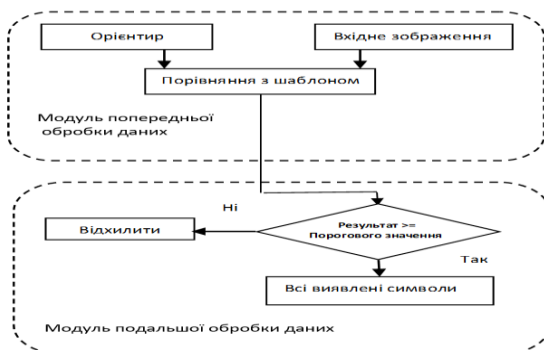 Орієнтир
Вхідне зображення
Порівняння з шаблоном
Модуль попередньої
обробки даних
Ні
Результат >=
Порогового значення
Відхилити
Так
Всі виявлені символи
Модуль подальшої обробки даних